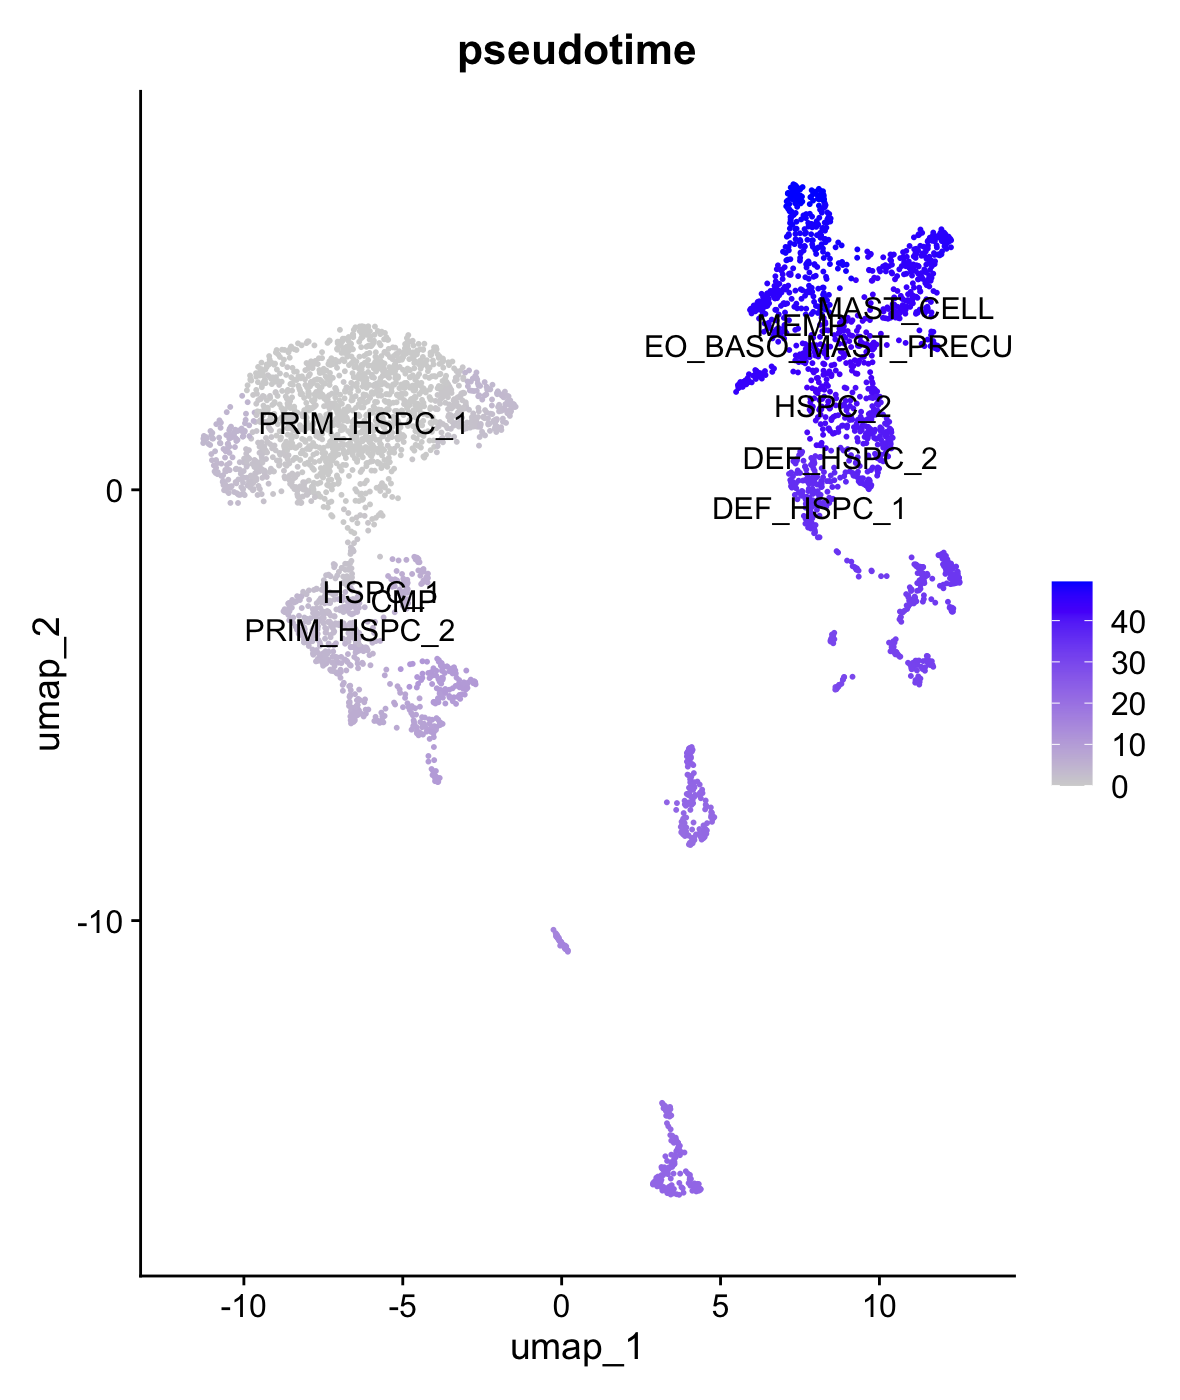 pseudotime
MAST_CELL
MEMP
EO_BASO_MAST_PRECU
HSPC_2
PRIM_HSPC_1
DEF_HSPC_2
0
DEF_HSPC_1
HSPC_1
CMP
PRIM_HSPC_2
umap_2
40
30
20
10
0
-10
-10
-5
0
5
10
umap_1